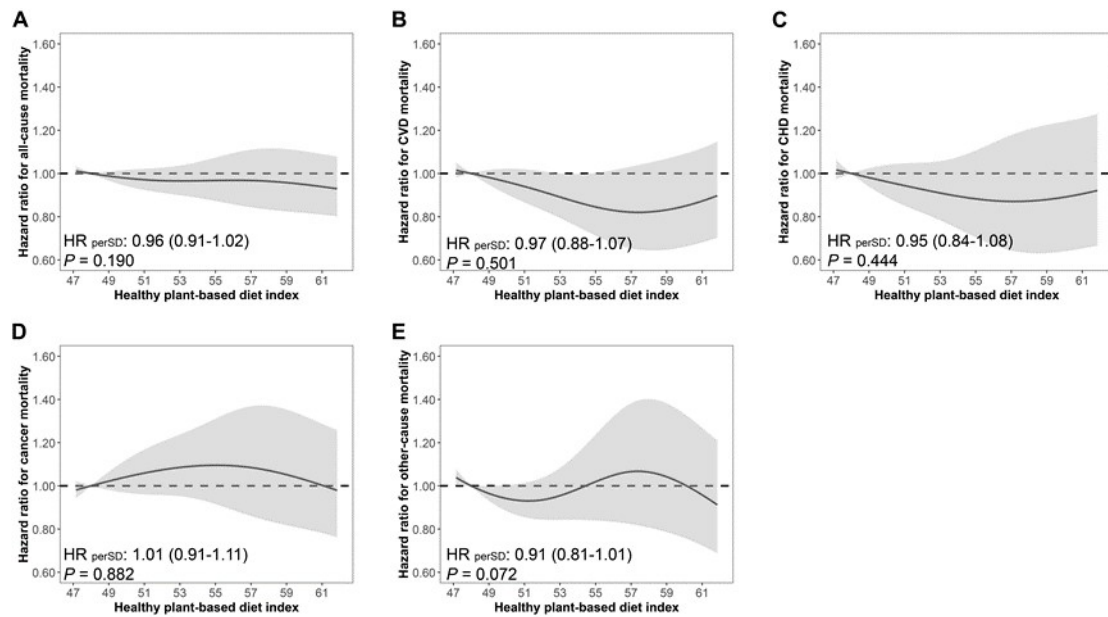 A
Hazard ratio for all-cause mortality
1.60
1.40
1.20
1.00
0.80
0.60
HR perSD: 0.96 (0.91-1.02)
P = 0.190
47 49 51 53 55 57 59 61
Healthy plant-based diet index
B
Hazard ratio for CVD mortality
1.60
1.40
1.20
1.00
0.80
0.60
HR perSD: 0.97 (0.88-1.07)
P = 0.501
47 49 51 53 55 57 59 61
Healthy plant-based diet index
C
Hazard ratio for CHD mortality
1.60
1.40
1.20
1.00
0.80
0.60
HR perSD: 0.95 (0.84-1.08)
P = 0.444
47 49 51 53 55 57 59 61
Healthy plant-based diet index
D
Hazard ratio for cancer mortality
1.60
1.40
1.20
1.00
0.80
0.60
HR perSD: 1.01 (0.91-1.11)
P = 0.882
47 49 51 53 55 57 59 61
Healthy plant-based diet index
E
Hazard ratio for other-cause mortality
1.60
1.40
1.20
1.00
0.80
0.60
HR perSD: 0.91 (0.81-1.01)
P = 0.072
47 49 51 53 55 57 59 61
Healthy plant-based diet index